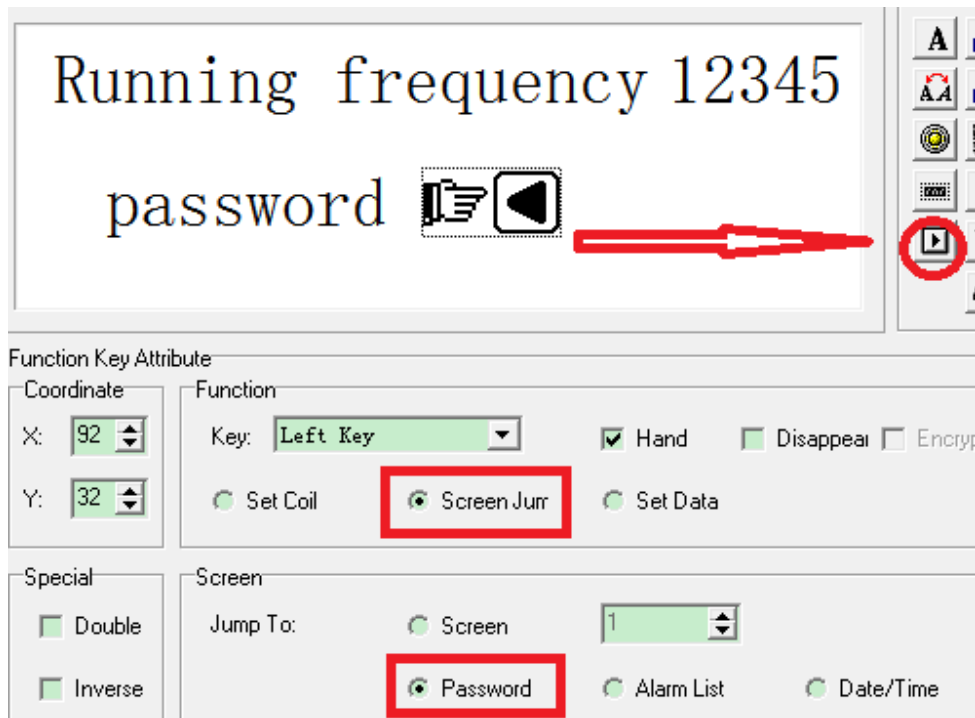 Running frequency 12345
A
A.A
password
Function Key Attribute
Coordinate
Function
X: 92
Key: Left Key
Hand
Disappear
Encryp
Y: 32
Set Coil
Screen Jum
Set Data
Special
Screen
Double
Jump To:
Screen
1
Inverse
Password
Alarm List
Date/Time